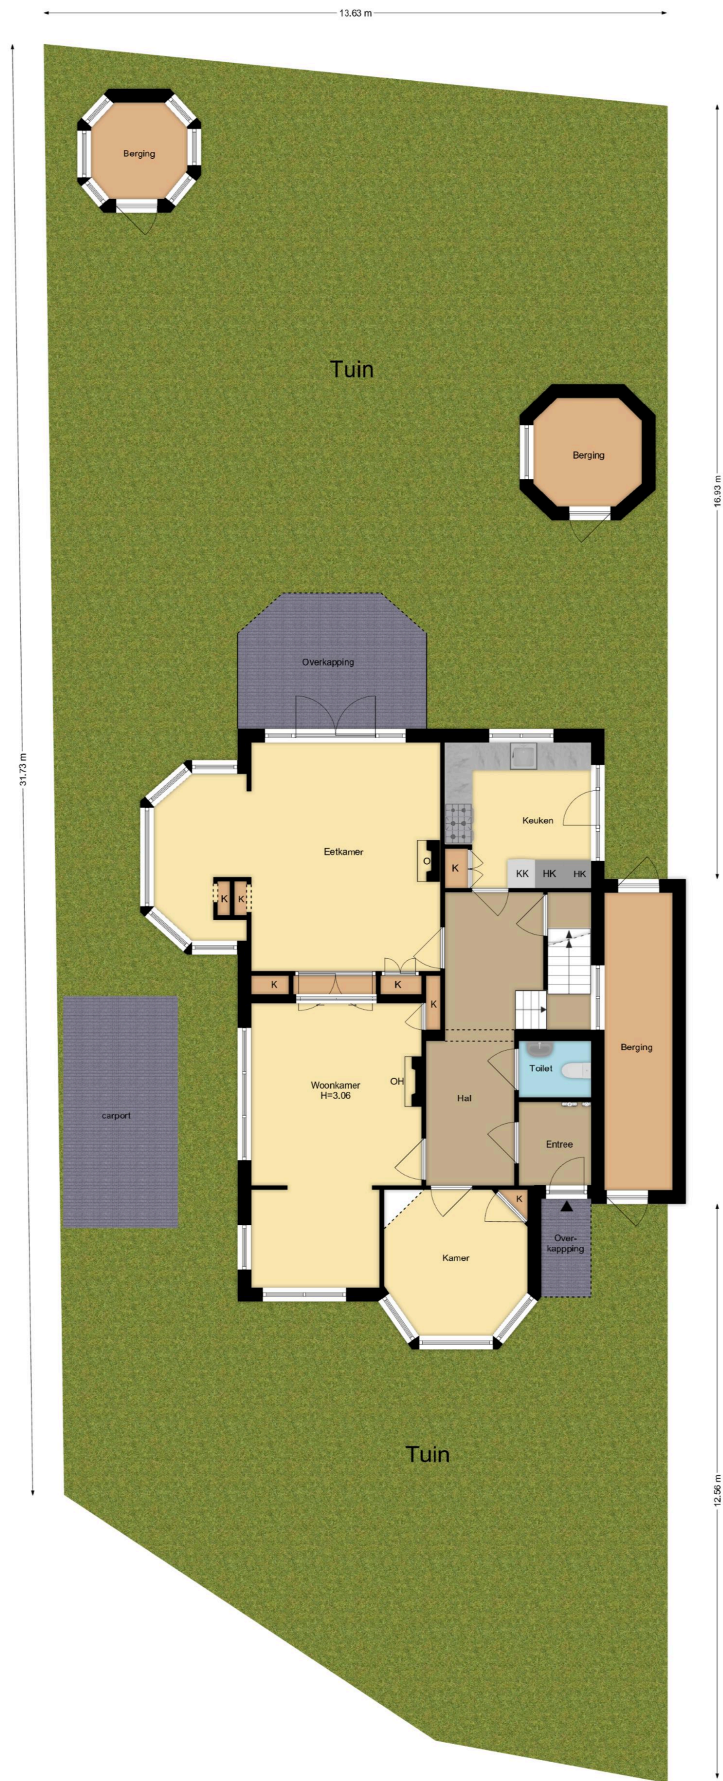 13.63 m
Berging
Tuin
Berging
16.93 m
Overkapping
31.73 m
Keuken
Eetkamer
O
K
KK
HK
HK
K
K
K
K
K
Berging
Toilet
OH
Woonkamer
H=3.06
Hal
carport
Entree
K
Over-
kappping
Kamer
Tuin
12.56 m